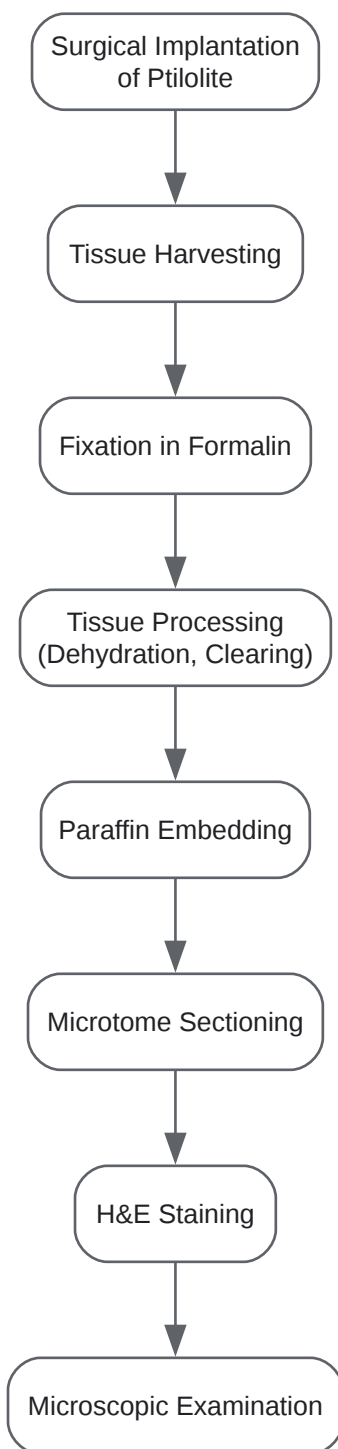 Surgical Implantation
of Ptilolite
Tissue Harvesting
Fixation in Formalin
Tissue Processing
(Dehydration, Clearing)
Paraffin Embedding
Microtome Sectioning
H&E Staining
Microscopic Examination